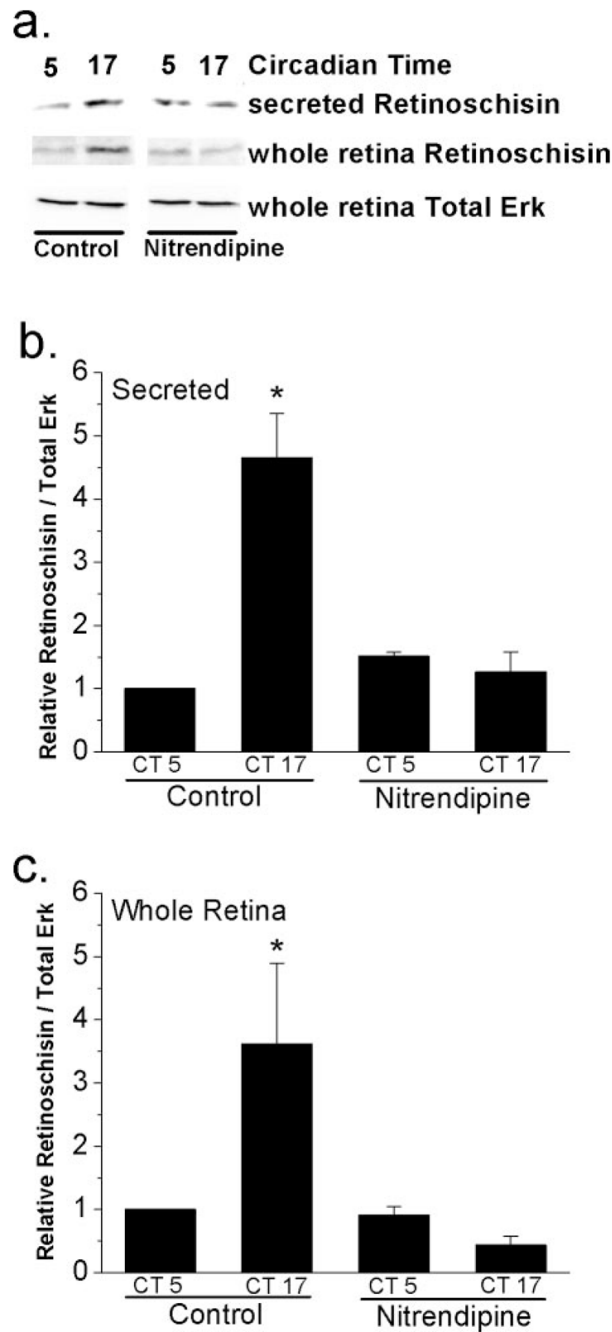 a.
5 17 5 17 Circadian Time
secreted Retinoschisin
whole retina Retinoschisin
whole retina Total Erk
Control Nitrendipine
b.
Relative Retinoschisin / Total Erk
6
5
4
3
2
1
0
Secreted
*
CT 5 CT 17 CT 5 CT 17
Control Nitrendipine
c.
Relative Retinoschisin / Total Erk
6
5
4
3
2
1
0
Whole Retina
*
CT 5 CT 17 CT 5 CT 17
Control Nitrendipine